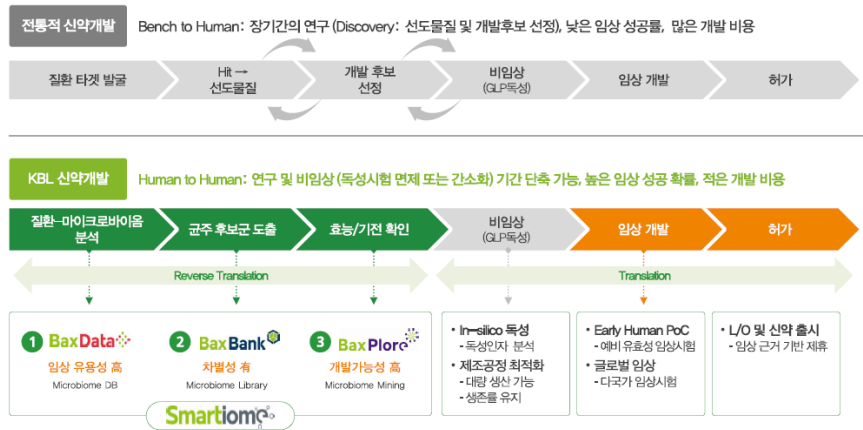 전통적 신약개발
Bench to Human: 장기간의 연구 (Discovery: 선도물질 및 개발후보 선정), 낮은 임상 성공률, 많은 개발 비용
질환 타겟 발굴
Hit →
선도물질
개발 후보
선정
비임상
(GLP독성)
임상 개발
허가
KBL 신약개발
Human to Human: 연구 및 비임상 (독성시험 면제 또는 간소화) 기간 단축 가능, 높은 임상 성공 확률, 적은 개발 비용
질환-마이크로바이옴
분석
균주 후보군 도출
효능/기전 확인
비임상
(GLP독성)
임상 개발
허가
Reverse Translation
Translation
1 BaxData
임상 유용성 高
Microbiome DB
2 BaxBank
차별성 有
Microbiome Library
3 BaxPlore
개발가능성 高
Microbiome Mining
Smartiome
• In-silico 독성
- 독성인자 분석
• 제조공정 최적화
- 대량 생산 가능
- 생존률 유지
• Early Human PoC
- 예비 유효성 임상시험
• 글로벌 임상
- 다국가 임상시험
• L/O 및 신약 출시
- 임상 근거 기반 제휴